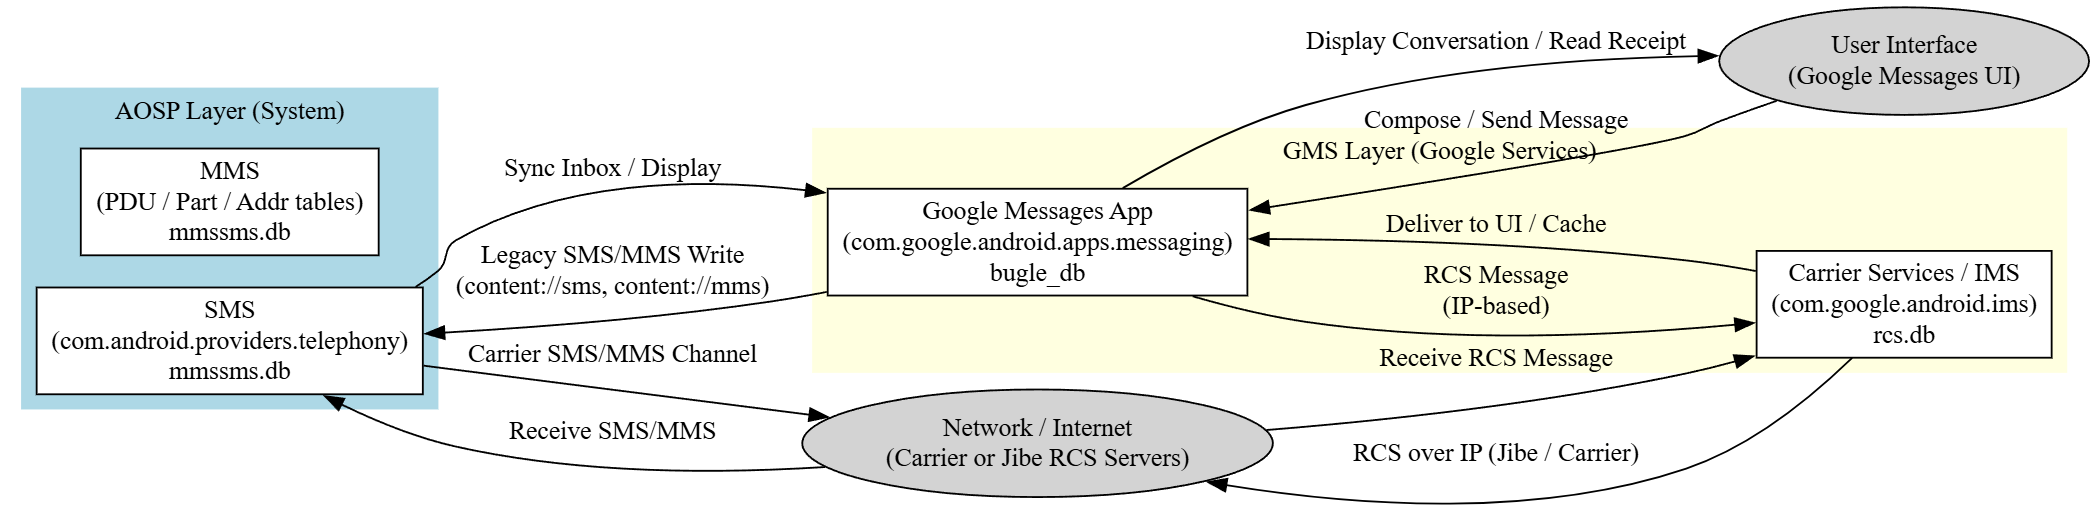 AOSP Layer (System)
MMS
(PDU / Part / Addr tables)
mmssms.db
SMS
(com.android.providers.telephony)
mmssms.db
Sync Inbox / Display
Legacy SMS/MMS Write
(content://sms, content://mms)
Carrier SMS/MMS Channel
Receive SMS/MMS
Display Conversation / Read Receipt
User Interface
(Google Messages UI)
Compose / Send Message
GMS Layer (Google Services)
Google Messages App
(com.google.android.apps.messaging)
bugle_db
Deliver to UI / Cache
RCS Message
(IP-based)
Carrier Services / IMS
(com.google.android.ims)
rcs.db
Receive RCS Message
Network / Internet
(Carrier or Jibe RCS Servers)
RCS over IP (Jibe / Carrier)